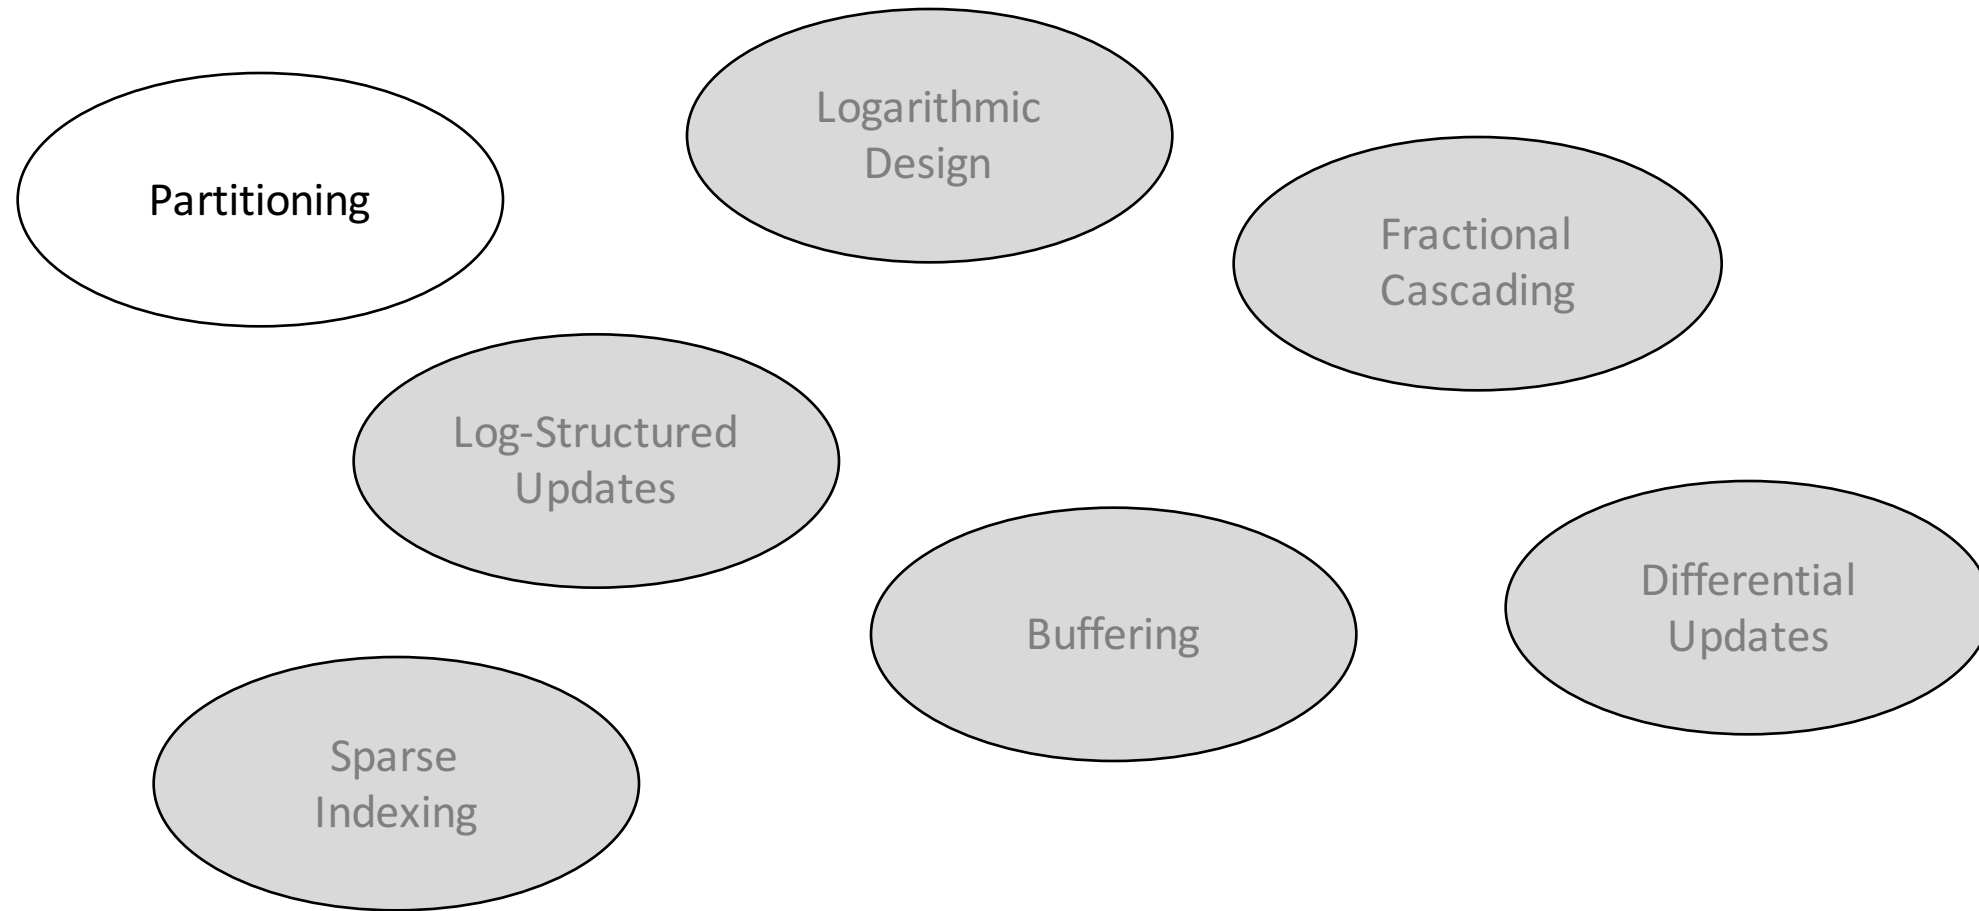 Partitioning
Logarithmic
Design
Fractional
Cascading
Log-Structured
Updates
Buffering
Differential
Updates
Sparse
Indexing